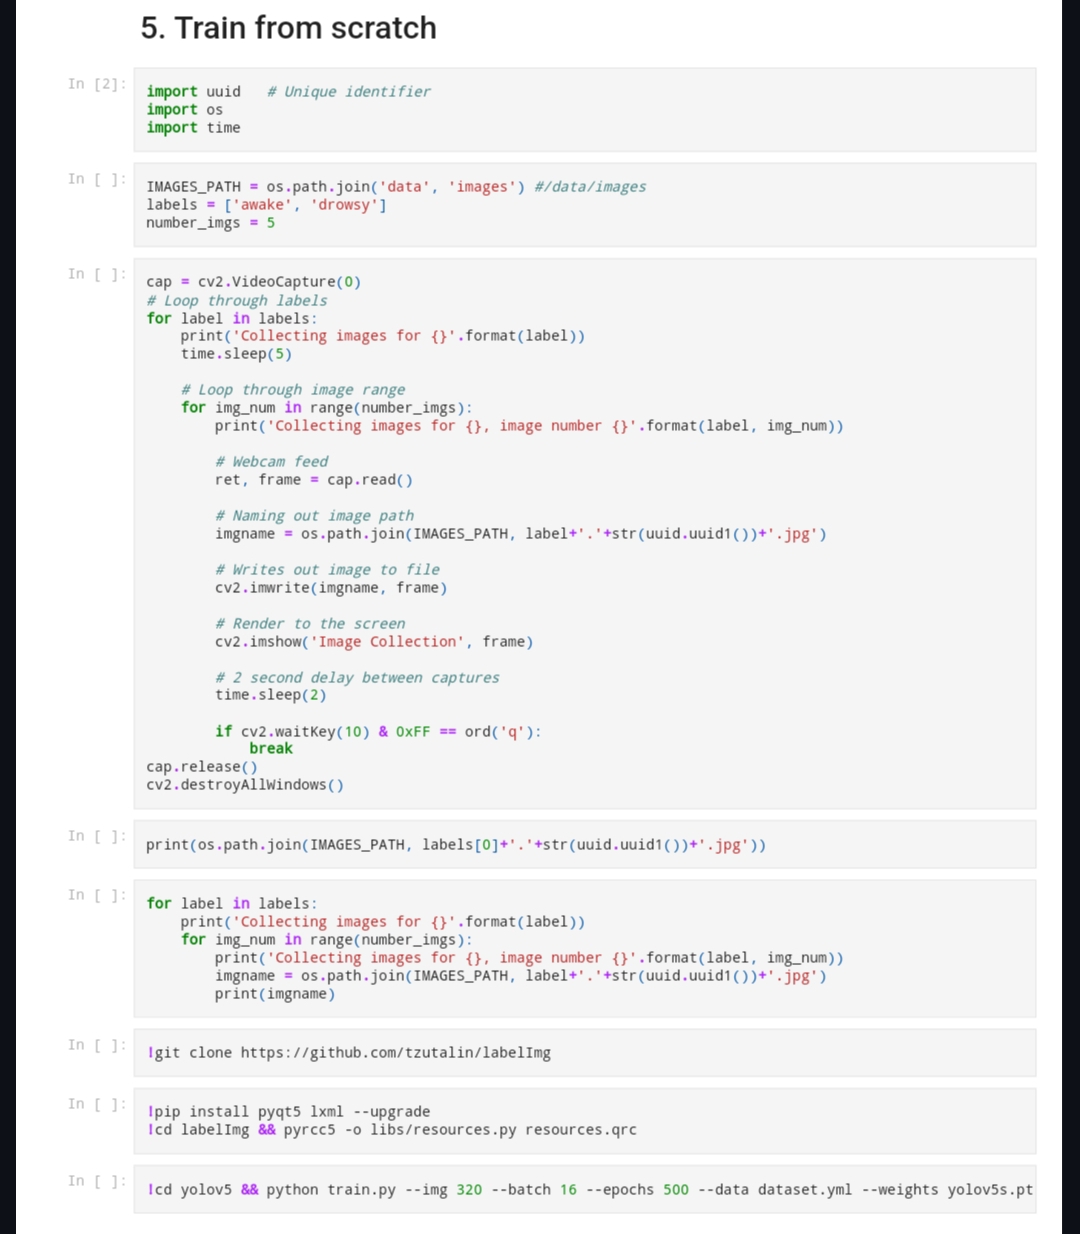 5. Train from scratch
In [2]:
import uuid   # Unique identifier
import os
import time
In [ ]:
IMAGES_PATH = os.path.join('data', 'images') #/data/images
labels = ['awake', 'drowsy']
number_imgs = 5
In [ ]:
cap = cv2.VideoCapture(0)
# Loop through labels
for label in labels:
    print('Collecting images for {}'.format(label))
    time.sleep(5)

    # Loop through image range
    for img_num in range(number_imgs):
        print('Collecting images for {}, image number {}'.format(label, img_num))

        # Webcam feed
        ret, frame = cap.read()

        # Naming out image path
        imgname = os.path.join(IMAGES_PATH, label+'.'+str(uuid.uuid1())+'.jpg')

        # Writes out image to file
        cv2.imwrite(imgname, frame)

        # Render to the screen
        cv2.imshow('Image Collection', frame)

        # 2 second delay between captures
        time.sleep(2)

        if cv2.waitKey(10) & 0xFF == ord('q'):
            break
cap.release()
cv2.destroyAllWindows()
In [ ]:
print(os.path.join(IMAGES_PATH, labels[0]+'.'+str(uuid.uuid1())+'.jpg'))
In [ ]:
for label in labels:
    print('Collecting images for {}'.format(label))
    for img_num in range(number_imgs):
        print('Collecting images for {}, image number {}'.format(label, img_num))
        imgname = os.path.join(IMAGES_PATH, label+'.'+str(uuid.uuid1())+'.jpg')
        print(imgname)
In [ ]:
!git clone https://github.com/tzutalin/labelImg
In [ ]:
!pip install pyqt5 lxml --upgrade
!cd labelImg && pyrcc5 -o libs/resources.py resources.qrc
In [ ]:
!cd yolov5 && python train.py --img 320 --batch 16 --epochs 500 --data dataset.yml --weights yolov5s.pt